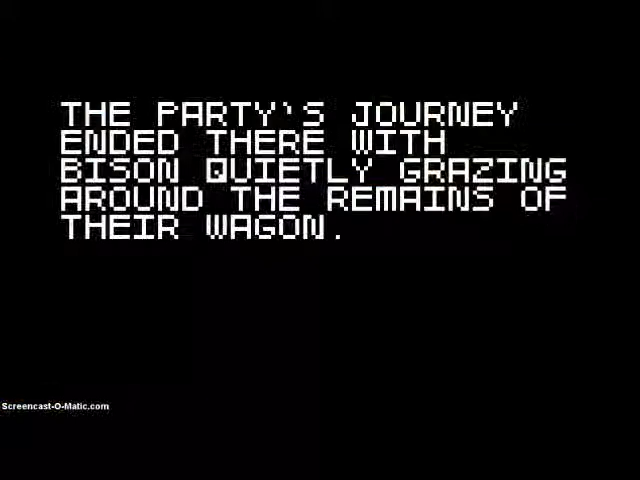 THE PARTY'S JOURNEY
ENDED THERE WITH
BISON QUIETLY GRAZING
AROUND THE REMAINS OF
THEIR WAGON.
Screencast-O-Matic.com